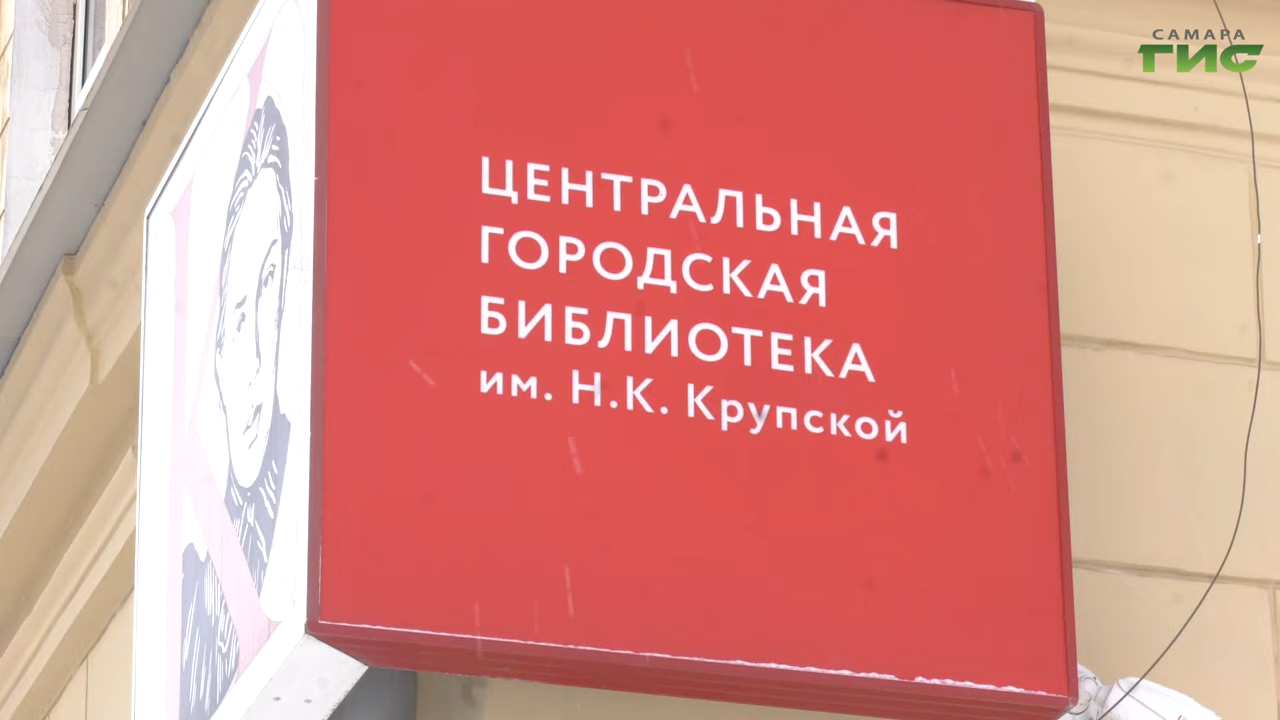 САМАРА
ГИС
ЦЕНТРАЛЬНАЯ
ГОРОДСКАЯ
БИБЛИОТЕКА
им. Н.К. Крупской